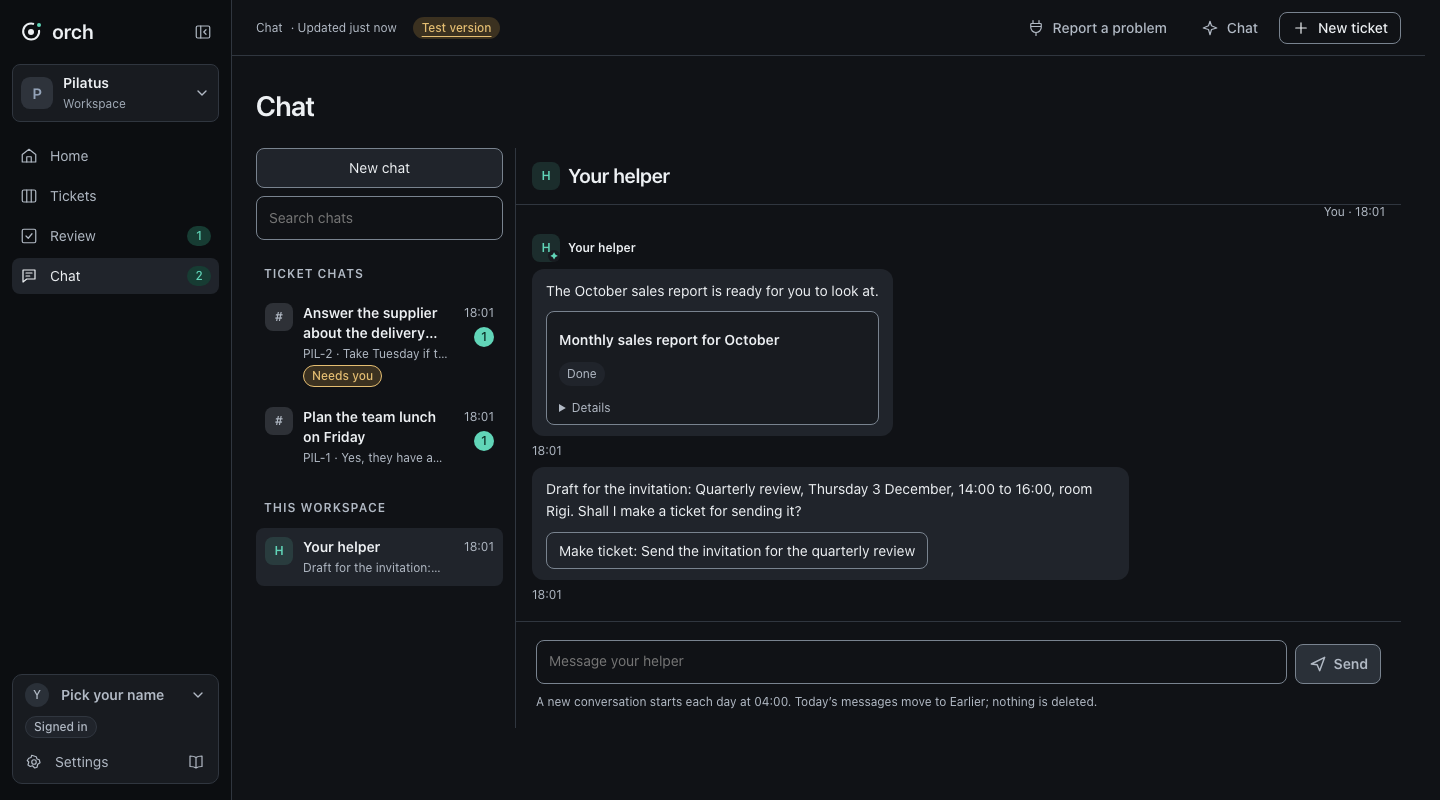 orch
P
Pilatus
Workspace
Home
Tickets
Review
1
Chat
2
Y
Pick your name
Signed in
Settings
Chat · Updated just now
Test version
Report a problem
Chat
New ticket
Chat
New chat
Search chats
TICKET CHATS
#
Answer the supplier
about the delivery…
18:01
1
PIL-2 · Take Tuesday if t…
Needs you
#
Plan the team lunch
on Friday
18:01
1
PIL-1 · Yes, they have a…
THIS WORKSPACE
H
Your helper
18:01
Draft for the invitation:…
H
Your helper
You · 18:01
H
Your helper
The October sales report is ready for you to look at.
Monthly sales report for October
Done
Details
18:01
Draft for the invitation: Quarterly review, Thursday 3 December, 14:00 to 16:00, room
Rigi. Shall I make a ticket for sending it?
Make ticket: Send the invitation for the quarterly review
18:01
Message your helper
Send
A new conversation starts each day at 04:00. Today’s messages move to Earlier; nothing is deleted.